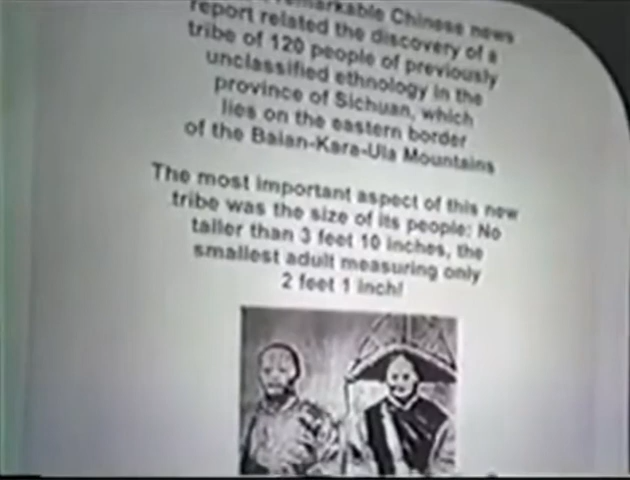 remarkable Chinese news
report related the discovery of a
tribe of 120 people of previously
unclassified ethnology in the
province of Sichuan, which
lies on the eastern border
of the Baian-Kara-Ula Mountains
The most important aspect of this new
tribe was the size of its people: No
taller than 3 feet 10 inches, the
smallest adult measuring only
2 feet 1 inch!